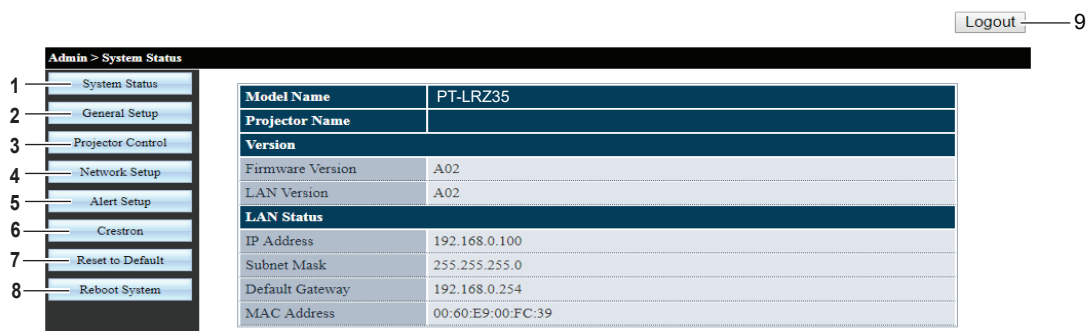 Logout 9
Admin > System Status
1 System Status
2 General Setup
3 Projector Control
4 Network Setup
5 Alert Setup
6 Crestron
7 Reset to Default
8 Reboot System
Model Name PT-LRZ35
Projector Name
Version
Firmware Version A02
LAN Version A02
LAN Status
IP Address 192.168.0.100
Subnet Mask 255.255.255.0
Default Gateway 192.168.0.254
MAC Address 00:60:E9:00:FC:39